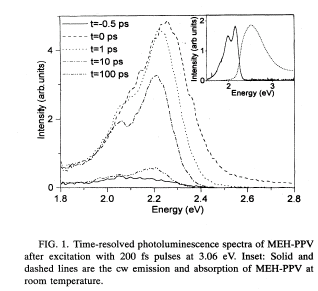 t=-0.5 ps
t=0 ps
t=1 ps
t=10 ps
t=100 ps
Intensity (arb.units)
4
2
0
1.8 2.0 2.2 2.4 2.6 2.8
Energy (eV)
Intensity (arb. units)
2
1
0
2 3
Energy (eV)
FIG. 1. Time-resolved photoluminescence spectra of MEH-PPV
after excitation with 200 fs pulses at 3.06 eV. Inset: Solid and
dashed lines are the cw emission and absorption of MEH-PPV at
room temperature.